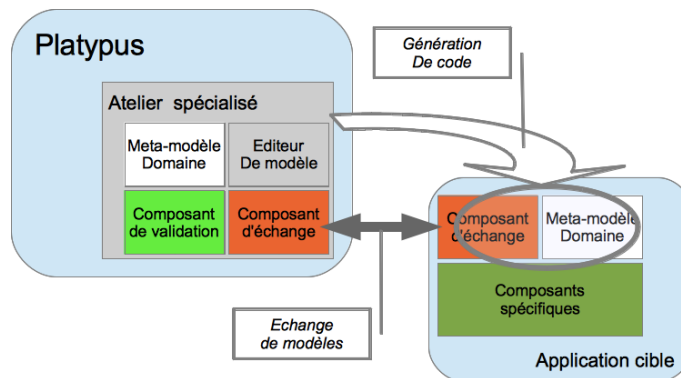 Platypus
Génération
De code
Atelier spécialisé
Meta-modèle
Domaine
Editeur
De modèle
Composant
de validation
Composant
d'échange
Composant
d'échange
Meta-modèle
Domaine
Composants
spécifiques
Echange
de modèles
Application cible